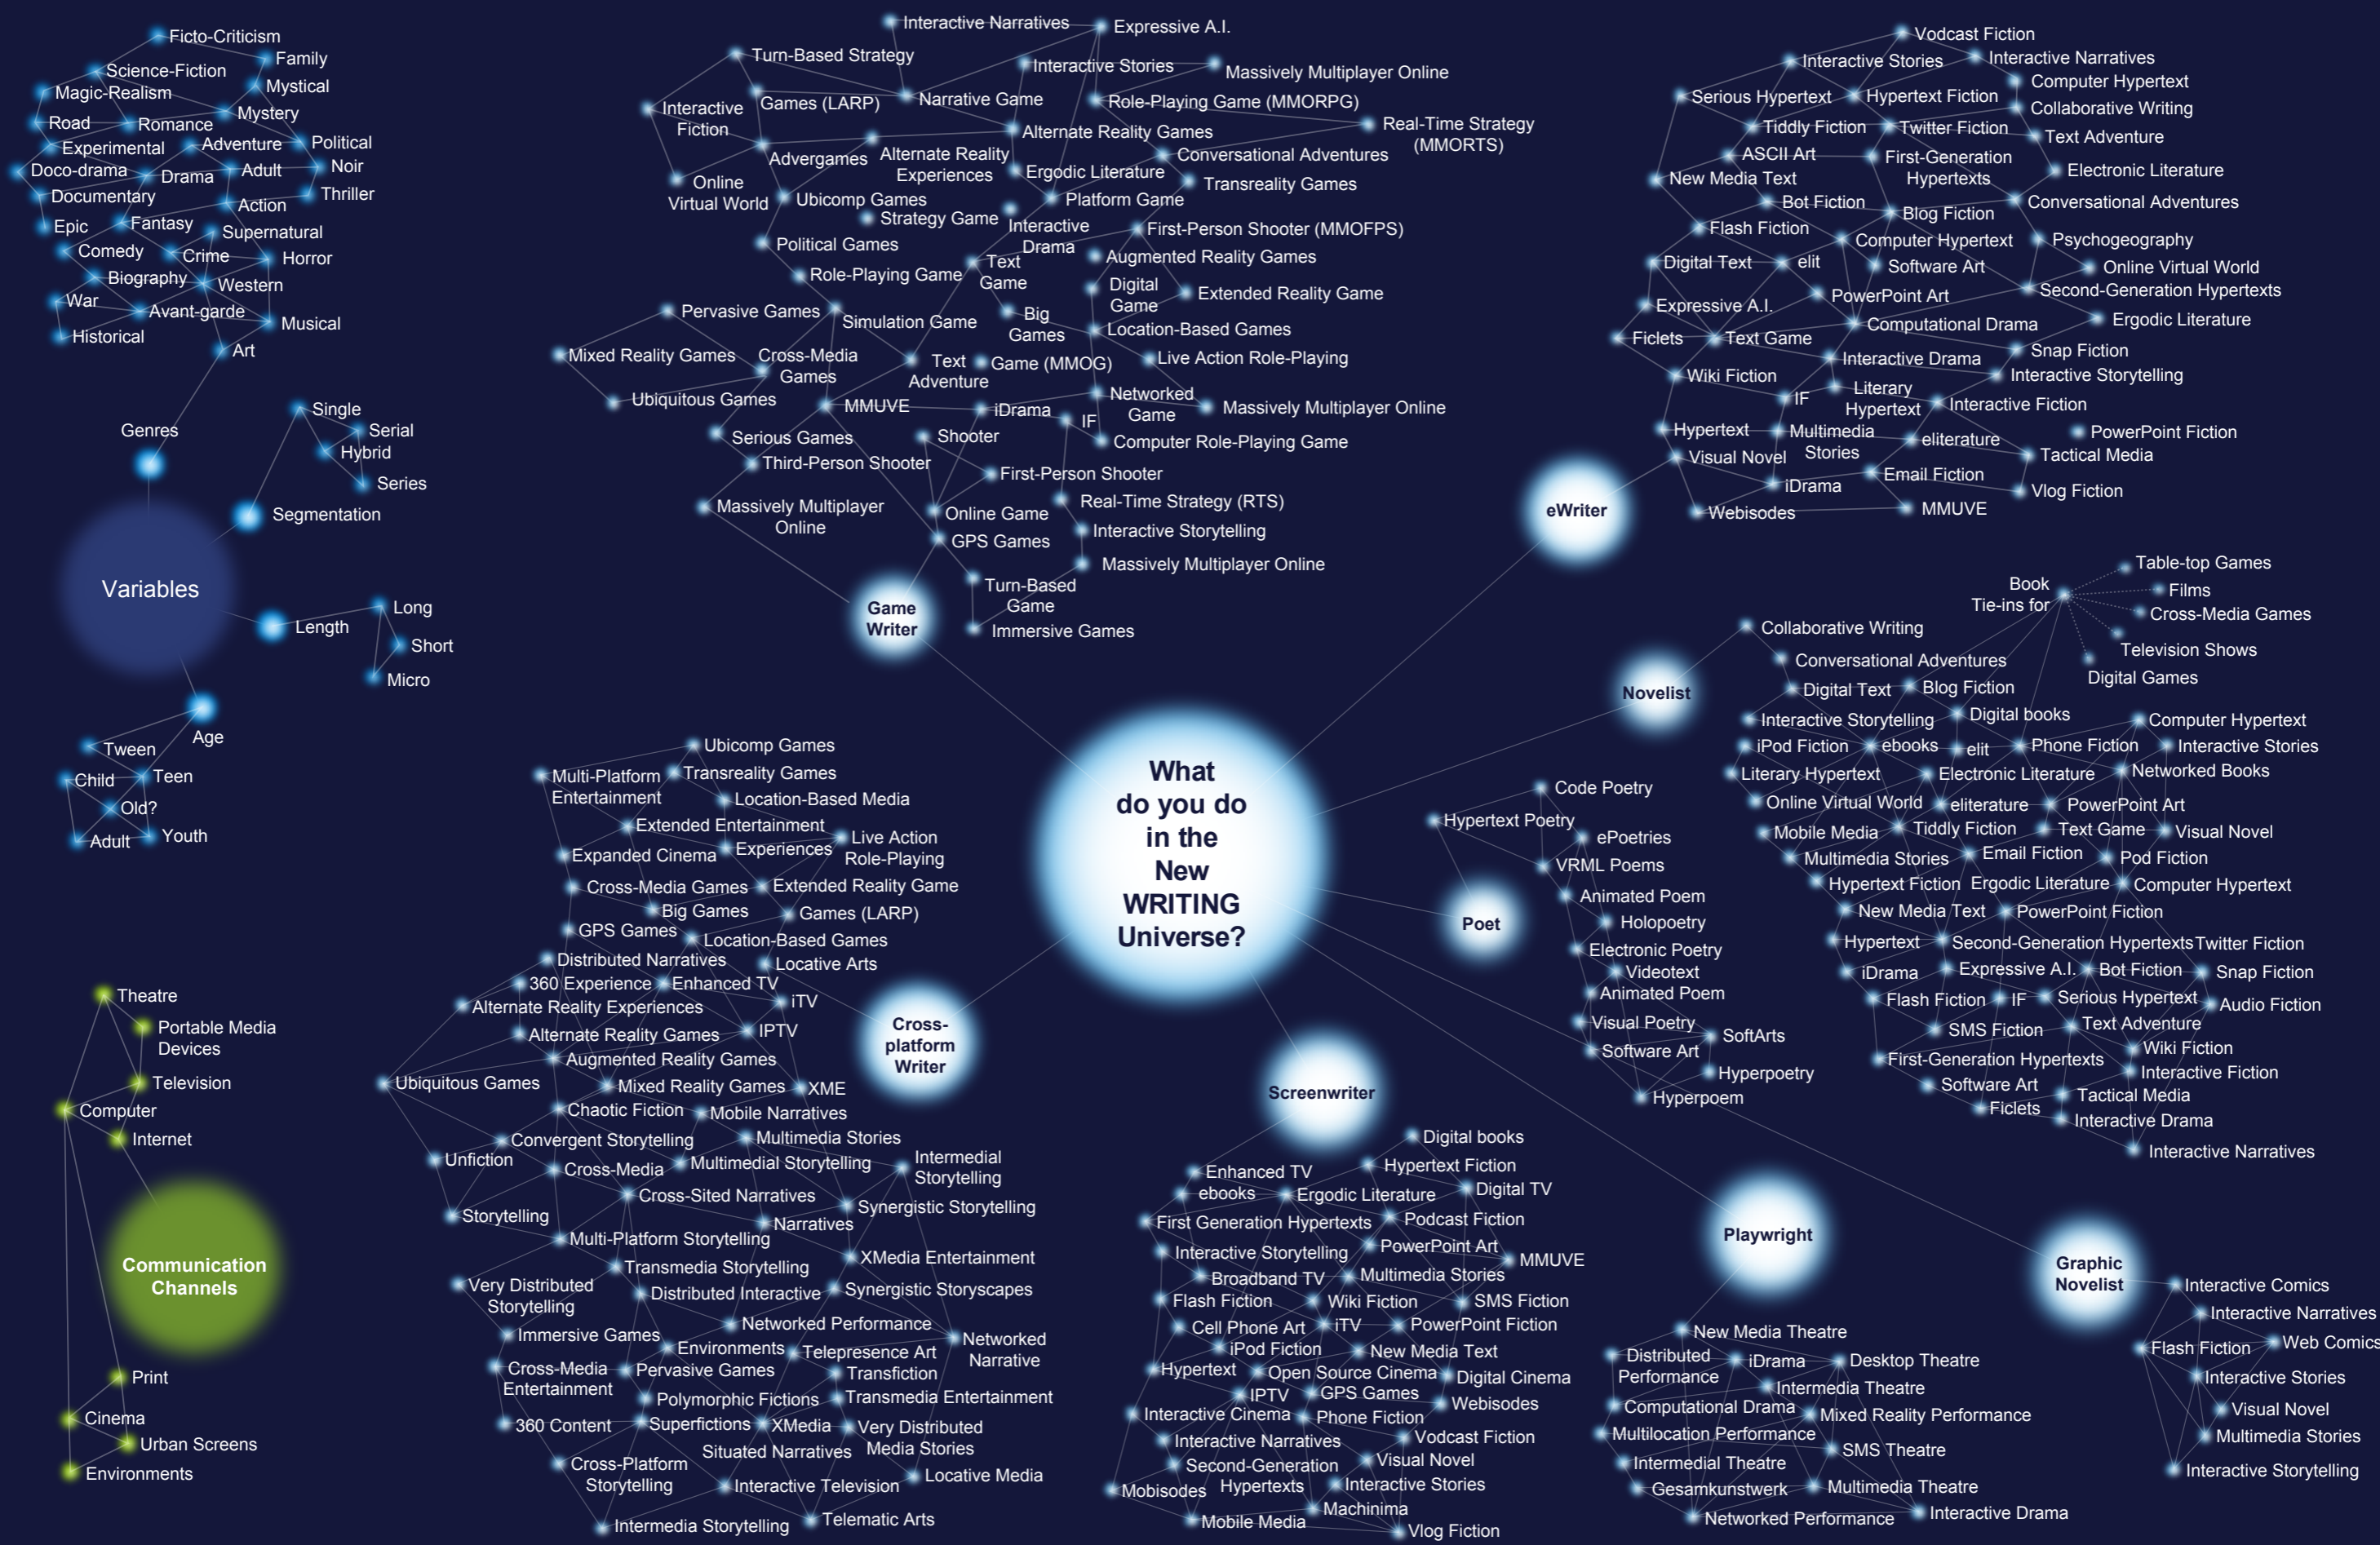 Ficto-Criticism
Family
Science-Fiction
Mystical
Magic-Realism
Mystery
Road
Romance
Political
Experimental
Adventure
Noir
Doco-drama
Drama
Adult
Documentary
Thriller
Action
Epic
Fantasy
Supernatural
Comedy
Crime
Horror
Biography
Western
War
Avant-garde
Musical
Historical
Art
Genres
Single
Serial
Hybrid
Series
Segmentation
Variables
Length
Long
Short
Micro
Age
Tween
Teen
Child
Old?
Adult
Youth
Theatre
Portable Media
Devices
Television
Computer
Internet
Communication
Channels
Print
Cinema
Urban Screens
Environments
Interactive Narratives
Expressive A.I.
Turn-Based Strategy
Interactive Stories
Massively Multiplayer Online
Games (LARP)
Narrative Game
Role-Playing Game (MMORPG)
Interactive
Fiction
Alternate Reality Games
Real-Time Strategy
(MMORTS)
Advergames
Alternate Reality
Experiences
Conversational Adventures
Ergodic Literature
Transreality Games
Online
Virtual World
Ubicomp Games
Platform Game
Strategy Game
Interactive
Drama
First-Person Shooter (MMOFPS)
Political Games
Text
Game
Augmented Reality Games
Role-Playing Game
Digital
Game
Extended Reality Game
Pervasive Games
Simulation Game
Big
Games
Location-Based Games
Mixed Reality Games
Cross-Media
Games
Text
Adventure
Game (MMOG)
Live Action Role-Playing
Ubiquitous Games
MMUVE
iDrama
Networked
Game
Massively Multiplayer Online
IF
Serious Games
Shooter
Computer Role-Playing Game
Third-Person Shooter
First-Person Shooter
Massively Multiplayer
Online
Online Game
Real-Time Strategy (RTS)
GPS Games
Interactive Storytelling
Massively Multiplayer Online
Turn-Based
Game
Immersive Games
Game
Writer
Vodcast Fiction
Interactive Stories
Interactive Narratives
Computer Hypertext
Serious Hypertext
Hypertext Fiction
Collaborative Writing
Tiddly Fiction
Twitter Fiction
Text Adventure
ASCII Art
First-Generation
Hypertexts
Electronic Literature
New Media Text
Bot Fiction
Blog Fiction
Conversational Adventures
Flash Fiction
Computer Hypertext
Psychogeography
Digital Text
elit
Software Art
Online Virtual World
Second-Generation Hypertexts
Expressive A.I.
PowerPoint Art
Ergodic Literature
Computational Drama
Ficlets
Text Game
Snap Fiction
Interactive Drama
Wiki Fiction
Interactive Storytelling
IF
Literary
Hypertext
Interactive Fiction
Hypertext
Multimedia
Stories
eliterature
PowerPoint Fiction
Visual Novel
Tactical Media
iDrama
Email Fiction
Vlog Fiction
Webisodes
MMUVE
eWriter
Book
Tie-ins for
Table-top Games
Films
Cross-Media Games
Television Shows
Digital Games
Novelist
Collaborative Writing
Conversational Adventures
Digital Text
Blog Fiction
Interactive Storytelling
Digital books
Computer Hypertext
iPod Fiction
ebooks
elit
Phone Fiction
Interactive Stories
Literary Hypertext
Electronic Literature
Networked Books
Online Virtual World
eliterature
PowerPoint Art
Mobile Media
Tiddly Fiction
Text Game
Visual Novel
Multimedia Stories
Email Fiction
Pod Fiction
Hypertext Fiction
Ergodic Literature
Computer Hypertext
New Media Text
PowerPoint Fiction
Hypertext
Second-Generation Hypertexts
Twitter Fiction
iDrama
Expressive A.I.
Bot Fiction
Snap Fiction
Flash Fiction
IF
Serious Hypertext
Audio Fiction
SMS Fiction
Text Adventure
First-Generation Hypertexts
Wiki Fiction
Software Art
Interactive Fiction
Ficlets
Tactical Media
Interactive Drama
Interactive Narratives
What
do you do
in the
New
WRITING
Universe?
Poet
Code Poetry
Hypertext Poetry
ePoetries
VRML Poems
Animated Poem
Holopoetry
Electronic Poetry
Videotext
Animated Poem
Visual Poetry
SoftArts
Software Art
Hyperpoetry
Hyperpoem
Cross-
platform
Writer
Ubicomp Games
Multi-Platform
Entertainment
Transreality Games
Location-Based Media
Extended Entertainment
Live Action
Role-Playing
Expanded Cinema
Experiences
Cross-Media Games
Extended Reality Game
Big Games
Games (LARP)
GPS Games
Location-Based Games
Distributed Narratives
Locative Arts
360 Experience
Enhanced TV
Alternate Reality Experiences
iTV
Alternate Reality Games
IPTV
Augmented Reality Games
Ubiquitous Games
Mixed Reality Games
XME
Chaotic Fiction
Mobile Narratives
Convergent Storytelling
Multimedia Stories
Unfiction
Cross-Media
Multimedial Storytelling
Intermedial
Storytelling
Cross-Sited Narratives
Synergistic Storytelling
Storytelling
Narratives
Multi-Platform Storytelling
XMedia Entertainment
Transmedia Storytelling
Very Distributed
Storytelling
Distributed Interactive
Synergistic Storyscapes
Immersive Games
Networked Performance
Networked
Narrative
Environments
Telepresence Art
Cross-Media
Entertainment
Pervasive Games
Transfiction
Polymorphic Fictions
Transmedia Entertainment
360 Content
Superfictions
XMedia
Very Distributed
Media Stories
Situated Narratives
Cross-Platform
Storytelling
Interactive Television
Locative Media
Intermedia Storytelling
Telematic Arts
Screenwriter
Digital books
Enhanced TV
Hypertext Fiction
ebooks
Ergodic Literature
Digital TV
First Generation Hypertexts
Podcast Fiction
Interactive Storytelling
PowerPoint Art
MMUVE
Broadband TV
Multimedia Stories
Flash Fiction
Wiki Fiction
SMS Fiction
Cell Phone Art
iTV
PowerPoint Fiction
iPod Fiction
New Media Text
Hypertext
Open Source Cinema
Digital Cinema
IPTV
GPS Games
Webisodes
Interactive Cinema
Phone Fiction
Interactive Narratives
Vodcast Fiction
Second-Generation
Hypertexts
Visual Novel
Mobisodes
Interactive Stories
Machinima
Mobile Media
Vlog Fiction
Playwright
New Media Theatre
Distributed
Performance
iDrama
Desktop Theatre
Intermedia Theatre
Computational Drama
Mixed Reality Performance
Multilocation Performance
SMS Theatre
Intermedial Theatre
Gesamkunstwerk
Multimedia Theatre
Networked Performance
Interactive Drama
Graphic
Novelist
Interactive Comics
Interactive Narratives
Flash Fiction
Web Comics
Interactive Stories
Visual Novel
Multimedia Stories
Interactive Storytelling